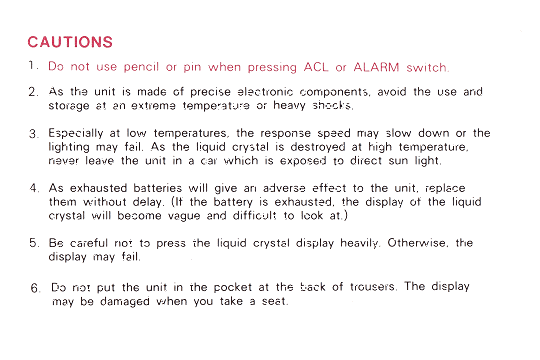 CAUTIONS
1. Do not use pencil or pin when pressing ACL or ALARM switch.
2. As the unit is made of precise electronic components, avoid the use and
storage at an extreme temperature or heavy shocks.
3. Especially at low temperatures, the response speed may slow down or the
lighting may fail. As the liquid crystal is destroyed at high temperature,
never leave the unit in a car which is exposed to direct sun light.
4. As exhausted batteries will give an adverse effect to the unit, replace
them without delay. (If the battery is exhausted, the display of the liquid
crystal will become vague and difficult to look at.)
5. Be careful not to press the liquid crystal display heavily. Otherwise, the
display may fail.
6. Do not put the unit in the pocket at the back of trousers. The display
may be damaged when you take a seat.